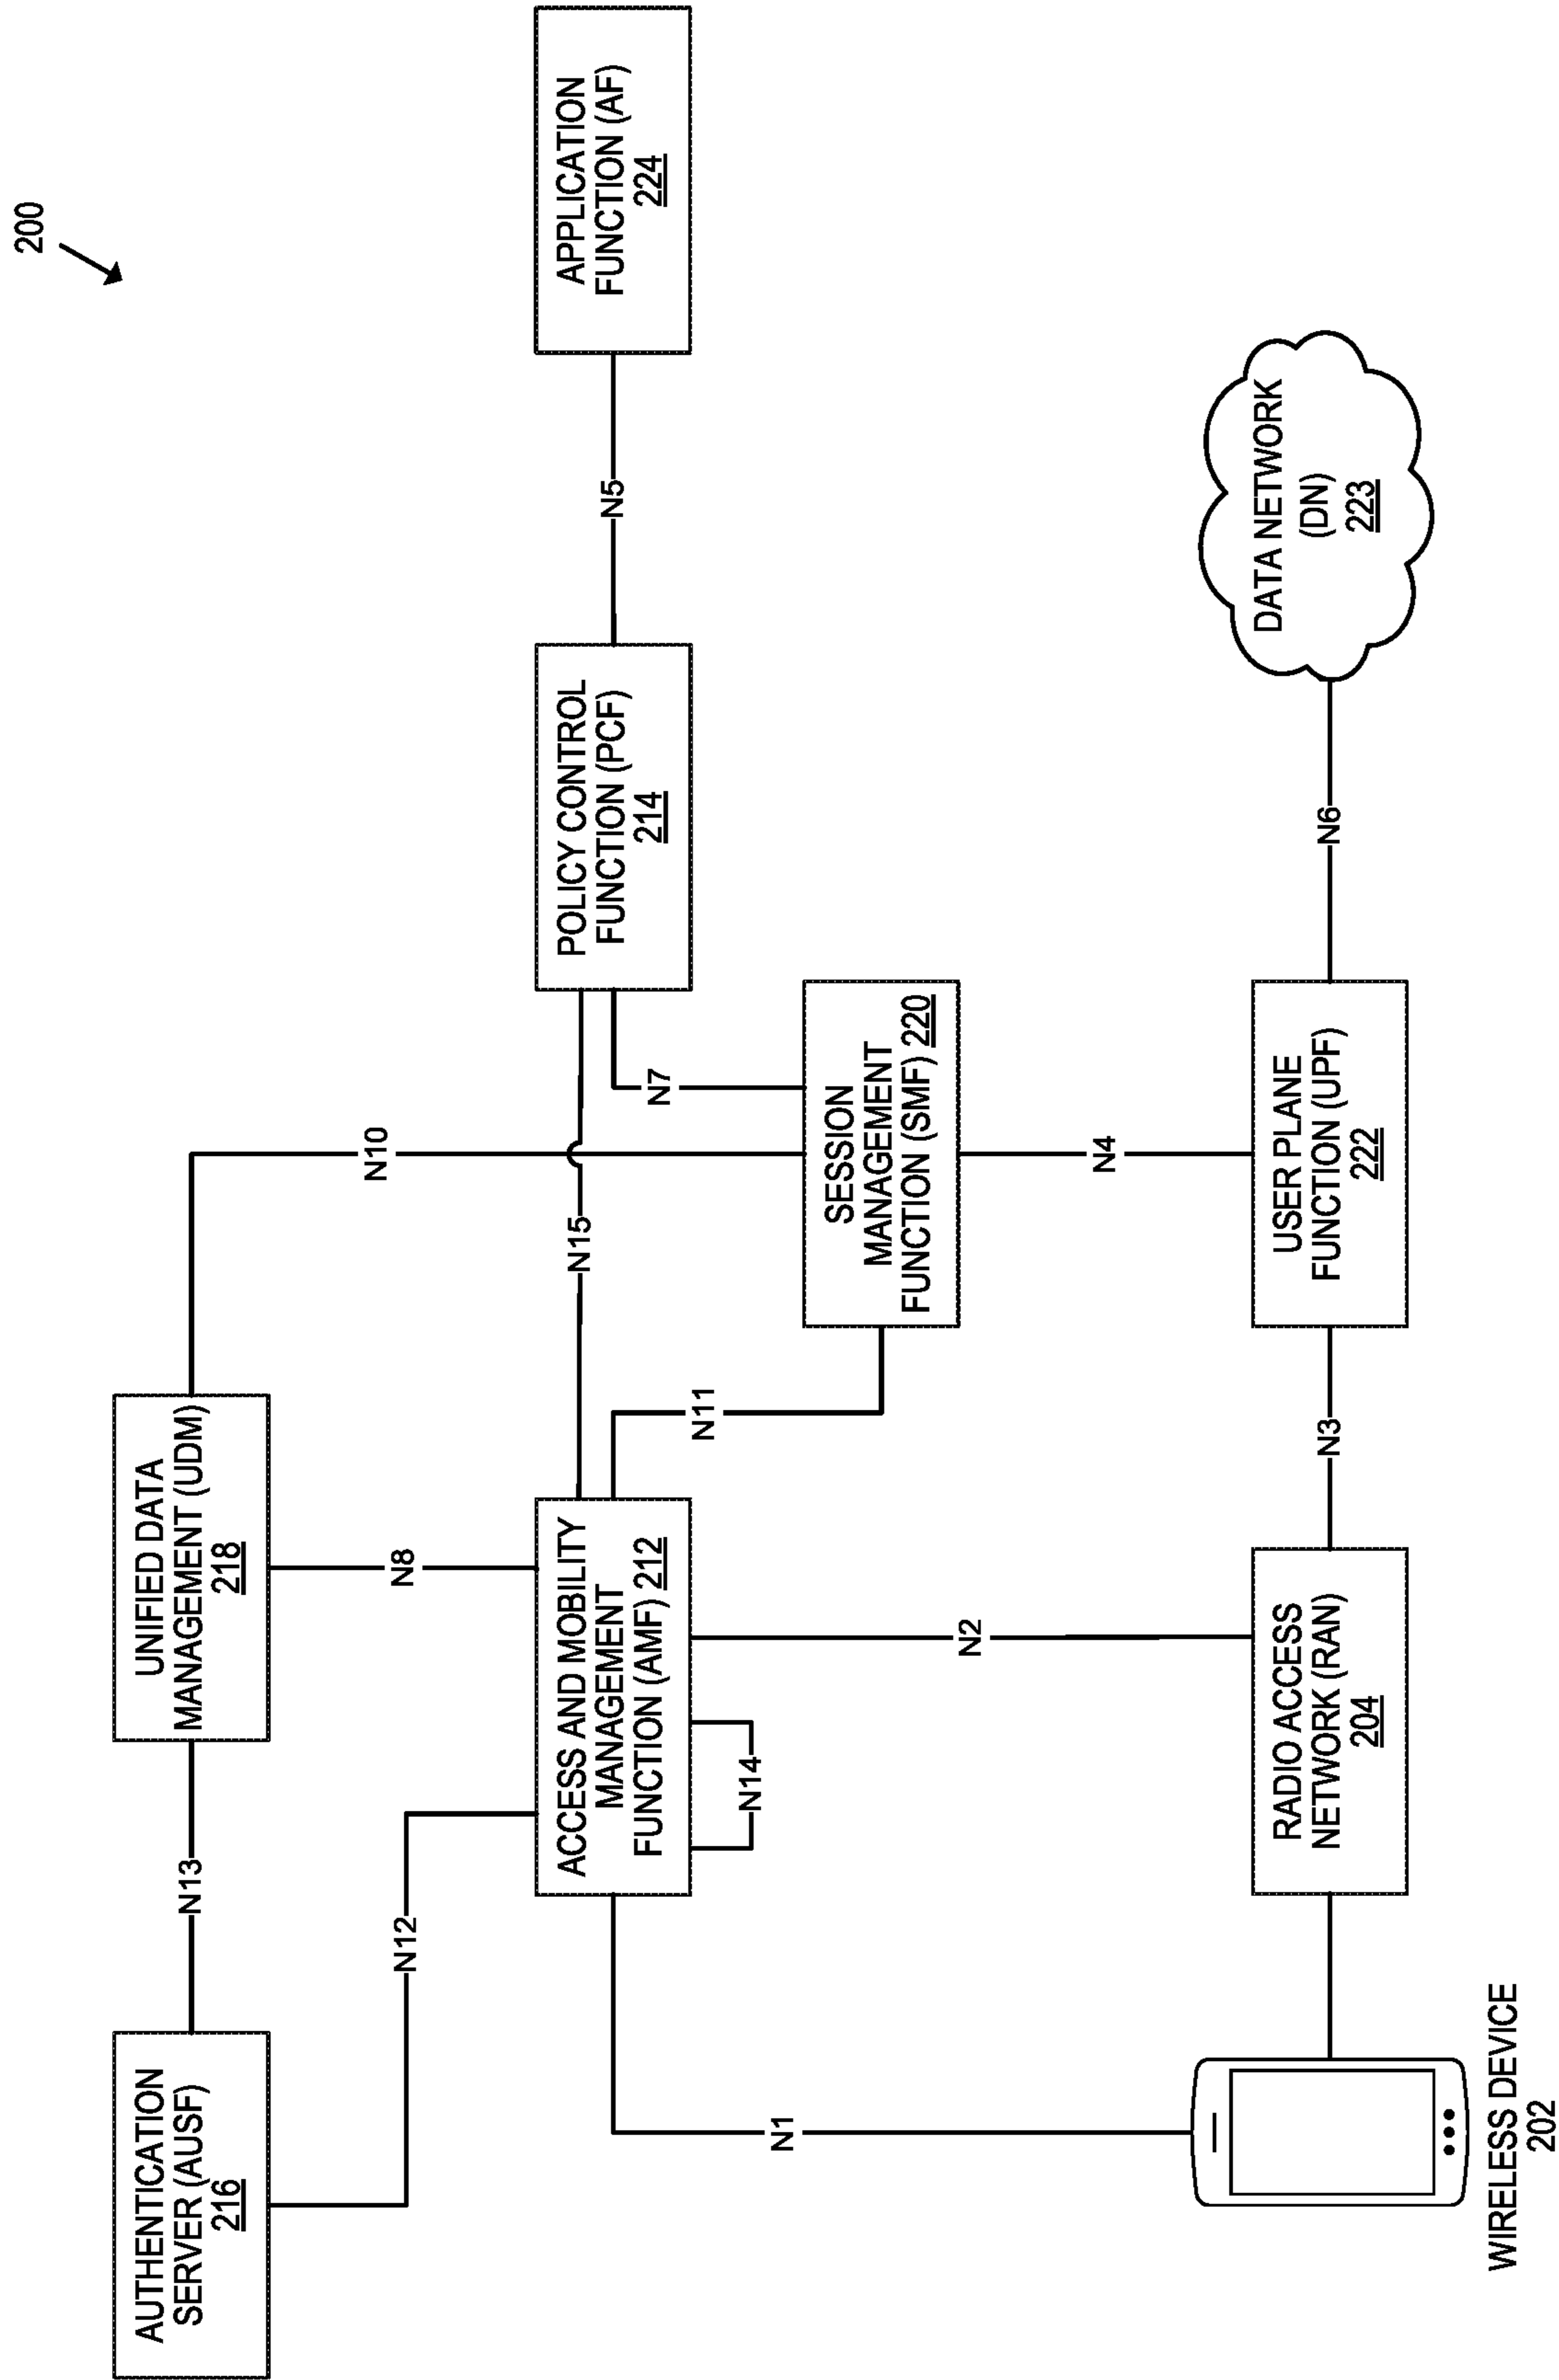 200
AUTHENTICATION
SERVER (AUSF)
216
N13
UNIFIED DATA
MANAGEMENT (UDM)
218
N12
N8
N10
ACCESS AND MOBILITY
MANAGEMENT
FUNCTION (AMF) 212
N15
POLICY CONTROL
FUNCTION (PCF)
214
N5
APPLICATION
FUNCTION (AF)
224
N14
N11
N7
SESSION
MANAGEMENT
FUNCTION (SMF) 220
N1
N2
N4
WIRELESS DEVICE
202
RADIO ACCESS
NETWORK (RAN)
204
N3
USER PLANE
FUNCTION (UPF)
222
N6
DATA NETWORK
(DN)
223